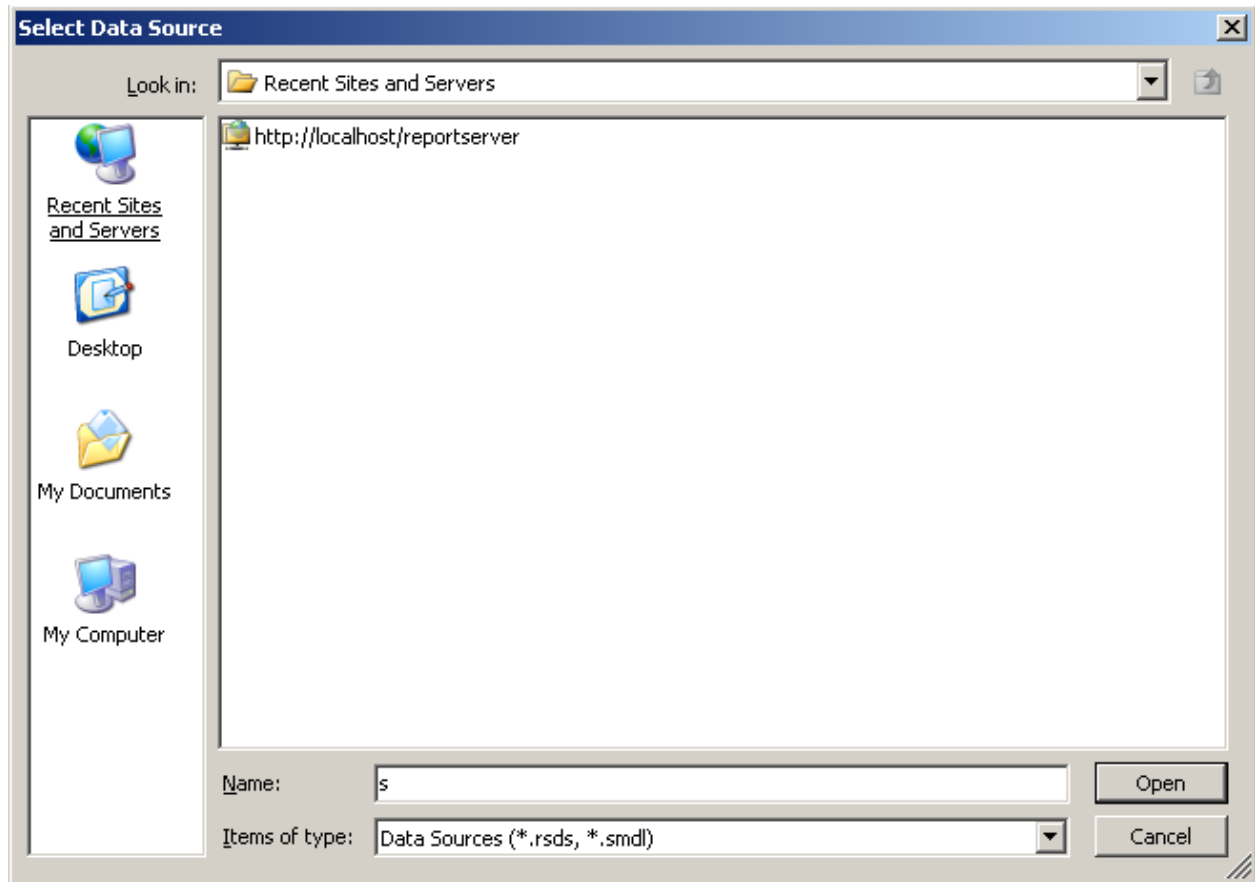 Select Data Source
Look in:
Recent Sites and Servers
http://localhost/reportserver
Recent Sites
and Servers
Desktop
My Documents
My Computer
Name:
s
Open
Items of type:
Data Sources (*.rsds, *.smdl)
Cancel